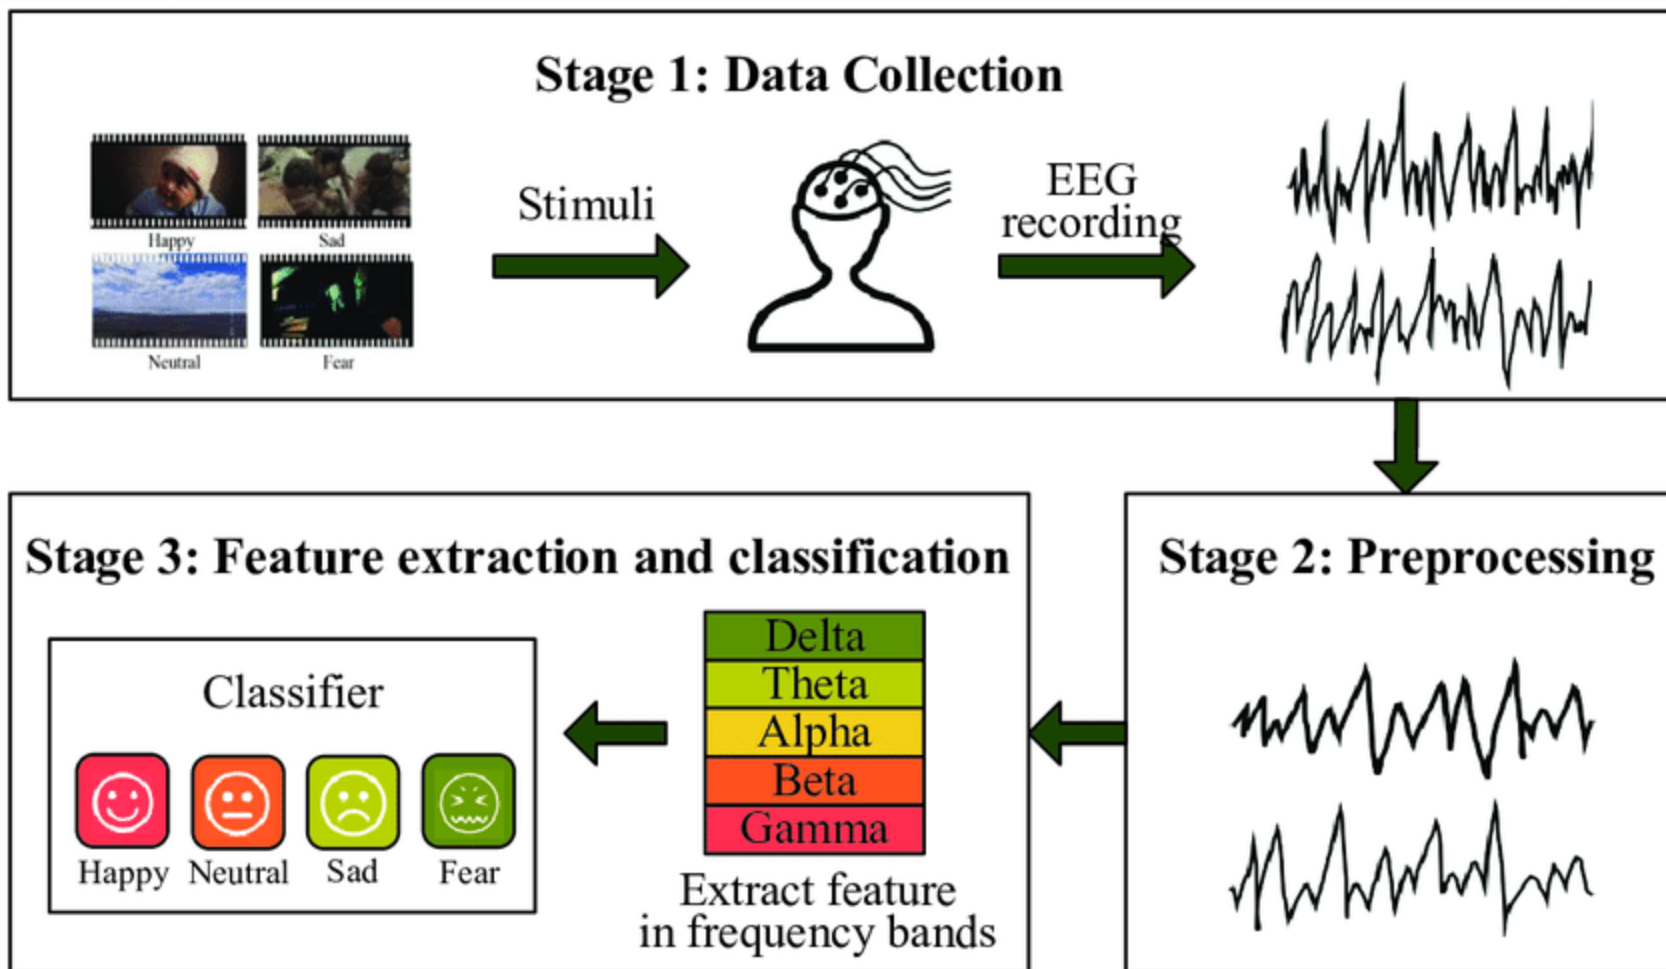 Stage 1: Data Collection
Happy
Sad
Neutral
Fear
Stimuli
EEG
recording
Stage 2: Preprocessing
Stage 3: Feature extraction and classification
Delta
Theta
Alpha
Beta
Gamma
Extract feature
in frequency bands
Classifier
Happy
Neutral
Sad
Fear